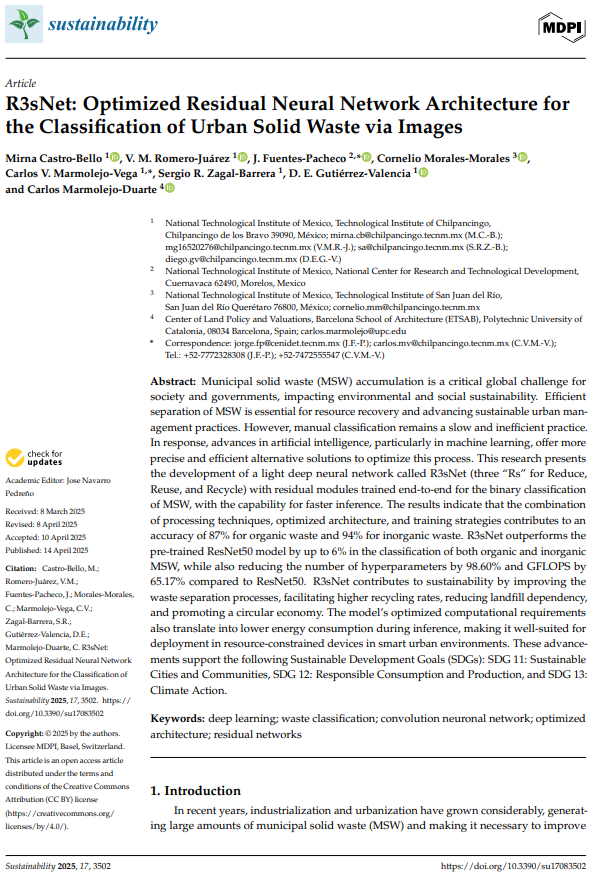 sustainability
MDPI
Article
R3sNet: Optimized Residual Neural Network Architecture for
the Classification of Urban Solid Waste via Images
Mirna Castro-Bello 1, V. M. Romero-Juárez 1, J. Fuentes-Pacheco 2,*, Cornelio Morales-Morales 3,
Carlos V. Marmolejo-Vega 1,*, Sergio R. Zagal-Barrera 1, D. E. Gutiérrez-Valencia 1
and Carlos Marmolejo-Duarte 4
1 National Technological Institute of Mexico, Technological Institute of Chilpancingo,
Chilpancingo de los Bravo 39090, México; mirna.cb@chilpancingo.tecnm.mx (M.C.-B.);
mg16520276@chilpancingo.tecnm.mx (V.M.R.-J.); sa@chilpancingo.tecnm.mx (S.R.Z.-B.);
diego.gv@chilpancingo.tecnm.mx (D.E.G.-V.)
2 National Technological Institute of Mexico, National Center for Research and Technological Development,
Cuernavaca 62490, Morelos, Mexico
3 National Technological Institute of Mexico, Technological Institute of San Juan del Río,
San Juan del Río Querétaro 76800, México; cornelio.mm@chilpancingo.tecnm.mx
4 Center of Land Policy and Valuations, Barcelona School of Architecture (ETSAB), Polytechnic University of
Catalonia, 08034 Barcelona, Spain; carlos.marmolejo@upc.edu
* Correspondence: jorge.fp@cenidet.tecnm.mx (J.F.-P.); carlos.mv@chilpancingo.tecnm.mx (C.V.M.-V.);
Tel.: +52-7772328308 (J.F.-P.); +52-7472555547 (C.V.M.-V.)
Abstract: Municipal solid waste (MSW) accumulation is a critical global challenge for
society and governments, impacting environmental and social sustainability. Efficient
separation of MSW is essential for resource recovery and advancing sustainable urban man-
agement practices. However, manual classification remains a slow and inefficient practice.
In response, advances in artificial intelligence, particularly in machine learning, offer more
precise and efficient alternative solutions to optimize this process. This research presents
the development of a light deep neural network called R3sNet (three “Rs” for Reduce,
Reuse, and Recycle) with residual modules trained end-to-end for the binary classification
of MSW, with the capability for faster inference. The results indicate that the combination
of processing techniques, optimized architecture, and training strategies contributes to an
accuracy of 87% for organic waste and 94% for inorganic waste. R3sNet outperforms the
pre-trained ResNet50 model by up to 6% in the classification of both organic and inorganic
MSW, while also reducing the number of hyperparameters by 98.60% and GFLOPS by
65.17% compared to ResNet50. R3sNet contributes to sustainability by improving the
waste separation processes, facilitating higher recycling rates, reducing landfill dependency,
and promoting a circular economy. The model’s optimized computational requirements
also translate into lower energy consumption during inference, making it well-suited for
deployment in resource-constrained devices in smart urban environments. These advance-
ments support the following Sustainable Development Goals (SDGs): SDG 11: Sustainable
Cities and Communities, SDG 12: Responsible Consumption and Production, and SDG 13:
Climate Action.
Keywords: deep learning; waste classification; convolution neuronal network; optimized
architecture; residual networks
check for
updates
Academic Editor: Jose Navarro
Pedreño
Received: 8 March 2025
Revised: 8 April 2025
Accepted: 10 April 2025
Published: 14 April 2025
Citation: Castro-Bello, M.;
Romero-Juárez, V.M.;
Fuentes-Pacheco, J.; Morales-Morales,
C.; Marmolejo-Vega, C.V.;
Zagal-Barrera, S.R.;
Gutiérrez-Valencia, D.E.;
Marmolejo-Duarte, C. R3sNet:
Optimized Residual Neural Network
Architecture for the Classification of
Urban Solid Waste via Images.
Sustainability 2025, 17, 3502. https://
doi.org/10.3390/su17083502
Copyright: © 2025 by the authors.
Licensee MDPI, Basel, Switzerland.
This article is an open access article
distributed under the terms and
conditions of the Creative Commons
Attribution (CC BY) license
(https://creativecommons.org/
licenses/by/4.0/).
1. Introduction
In recent years, industrialization and urbanization have grown considerably, generat-
ing large amounts of municipal solid waste (MSW) and making it necessary to improve
Sustainability 2025, 17, 3502
https://doi.org/10.3390/su17083502